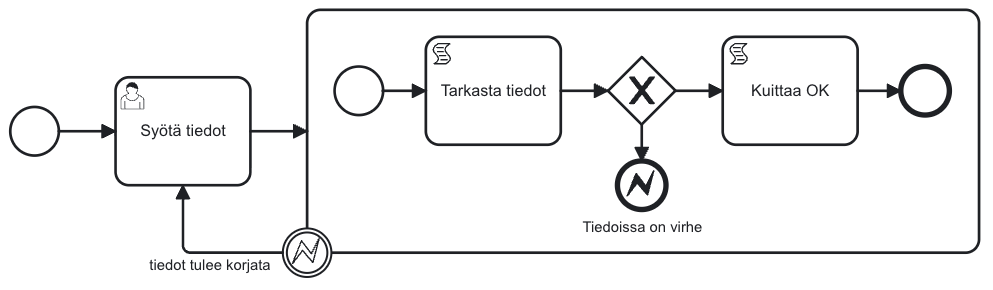 Syötä tiedot
Tarkasta tiedot
Kuittaa OK
Tiedoissa on virhe
tiedot tulee korjata